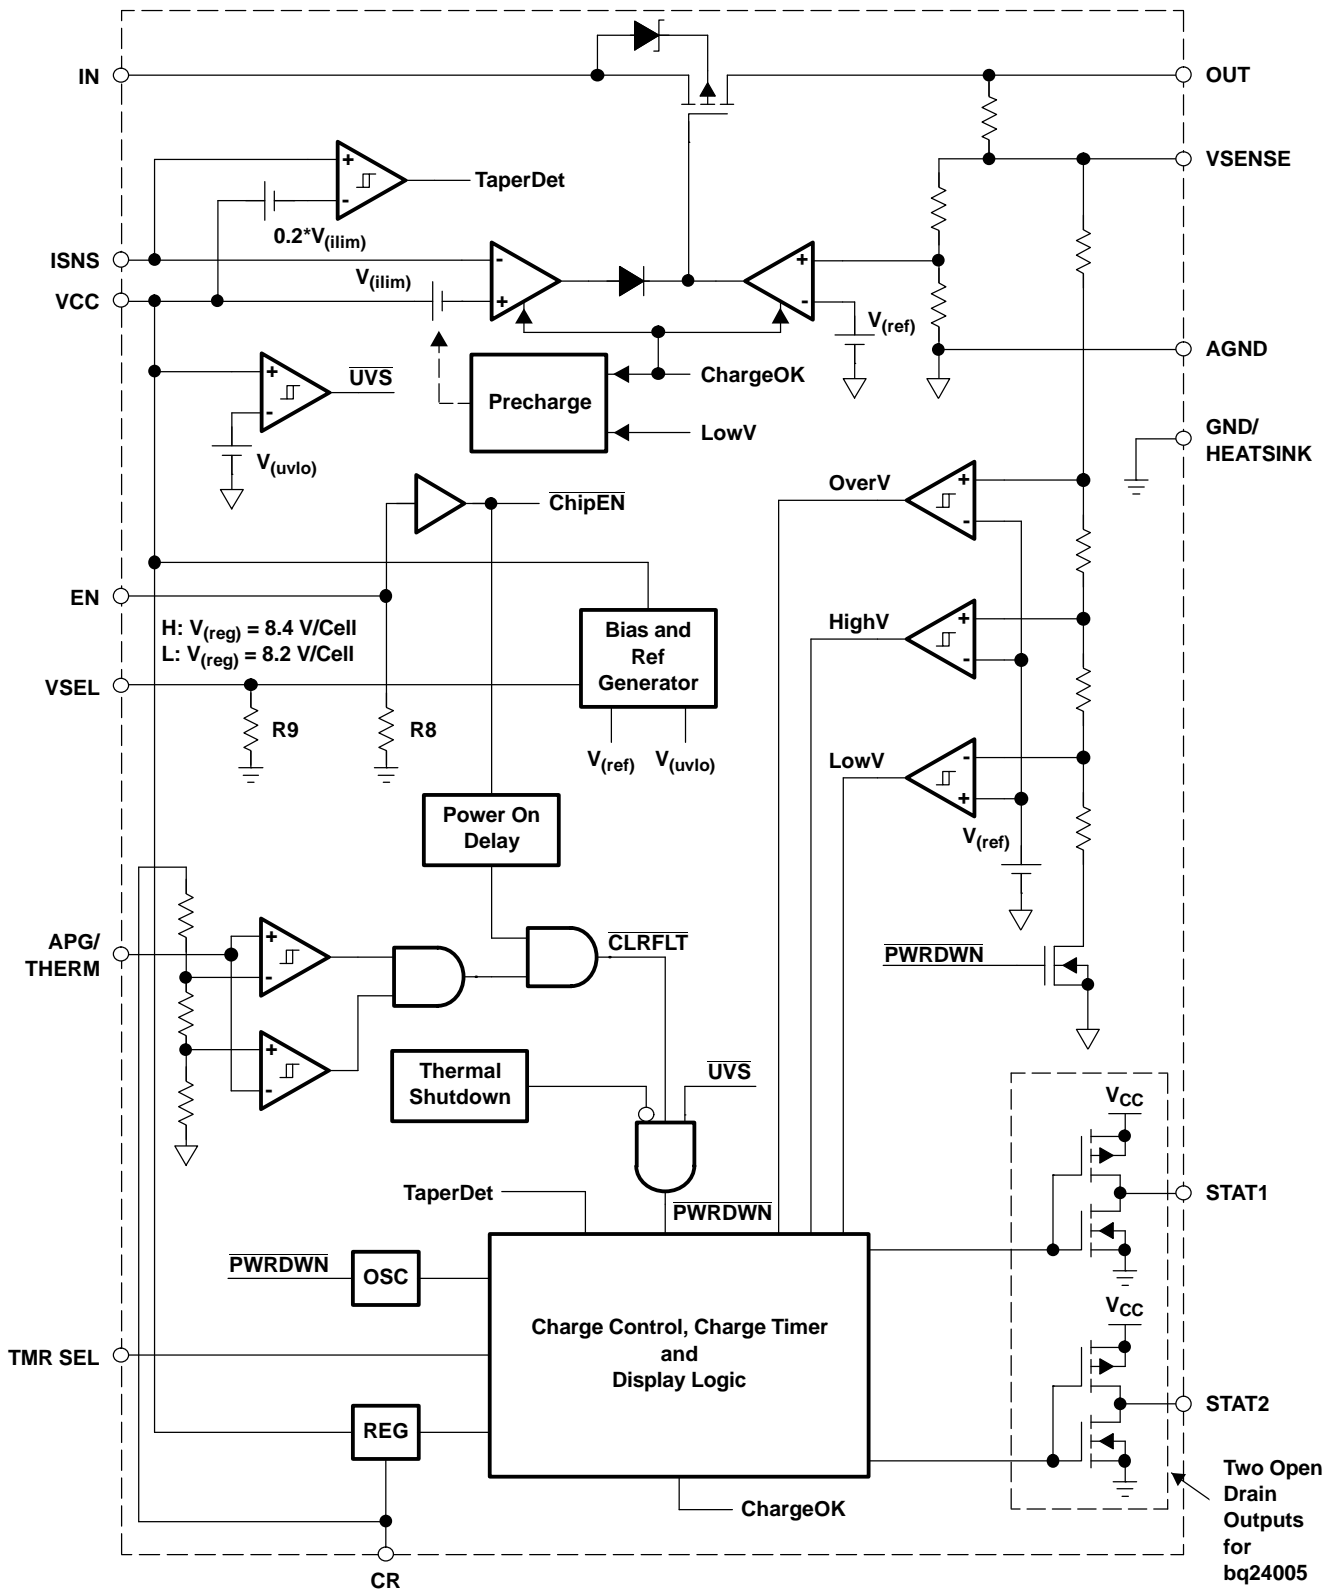 IN
OUT
VSENSE
+
-
TaperDet
0.2*V(ilim)
ISNS
V(ilim)
-
+
+
-
VCC
V(ref)
AGND
+
-
UVS
Precharge
ChargeOK
LowV
V(uvlo)
GND/
HEATSINK
ChipEN
OverV
+
-
EN
H: V(reg) = 8.4 V/Cell
L: V(reg) = 8.2 V/Cell
Bias and
Ref
Generator
HighV
+
-
VSEL
R9
R8
V(ref)
V(uvlo)
LowV
-
+
V(ref)
Power On
Delay
APG/
THERM
+
-
CLRFLT
PWRDWN
+
-
Thermal
Shutdown
UVS
VCC
TaperDet
PWRDWN
STAT1
PWRDWN
OSC
VCC
Charge Control, Charge Timer
and
Display Logic
TMR SEL
STAT2
REG
ChargeOK
Two Open
Drain
Outputs
for
bq24005
CR